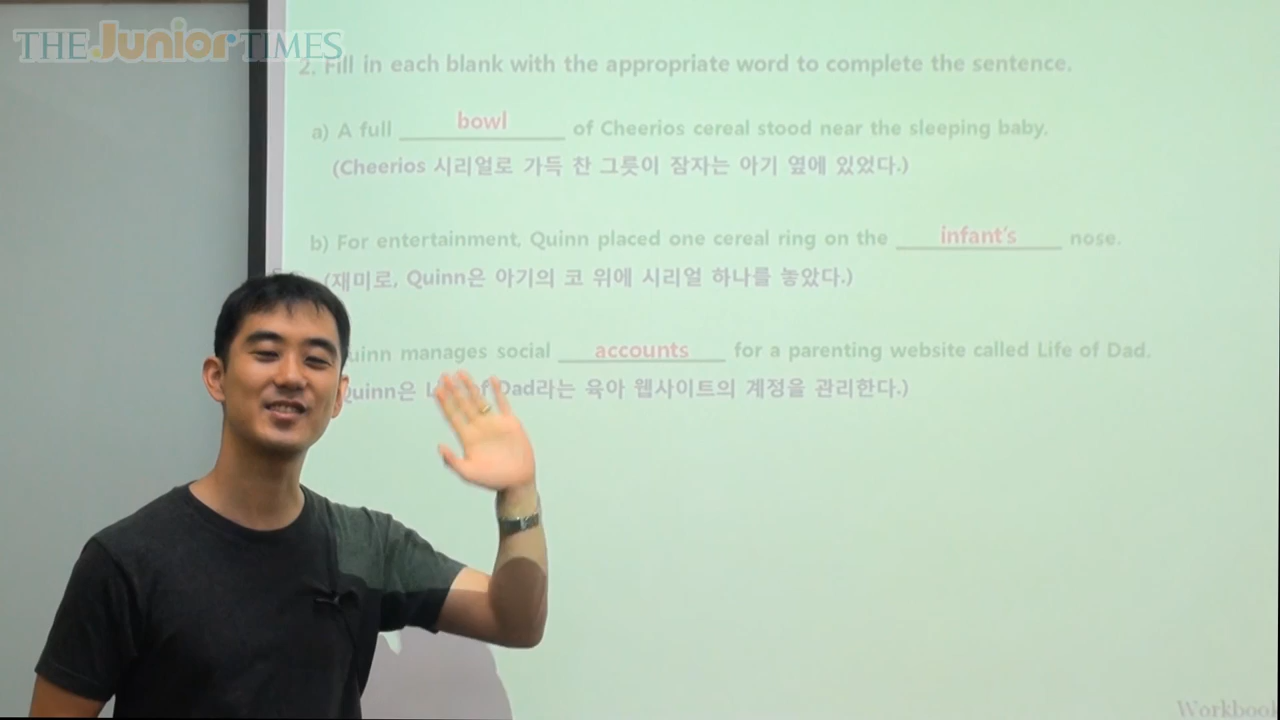 THE Junior TIMES
2. Fill in each blank with the appropriate word to complete the sentence.
a) A full bowl of Cheerios cereal stood near the sleeping baby.
(Cheerios 시리얼로 가득 찬 그릇이 잠자는 아기 옆에 있었다.)
b) For entertainment, Quinn placed one cereal ring on the infant's nose.
(재미로, Quinn은 아기의 코 위에 시리얼 하나를 놓았다.)
uinn manages social accounts for a parenting website called Life of Dad.
Quinn은 of Dad라는 육아 웹사이트의 계정을 관리한다.)
Workbook